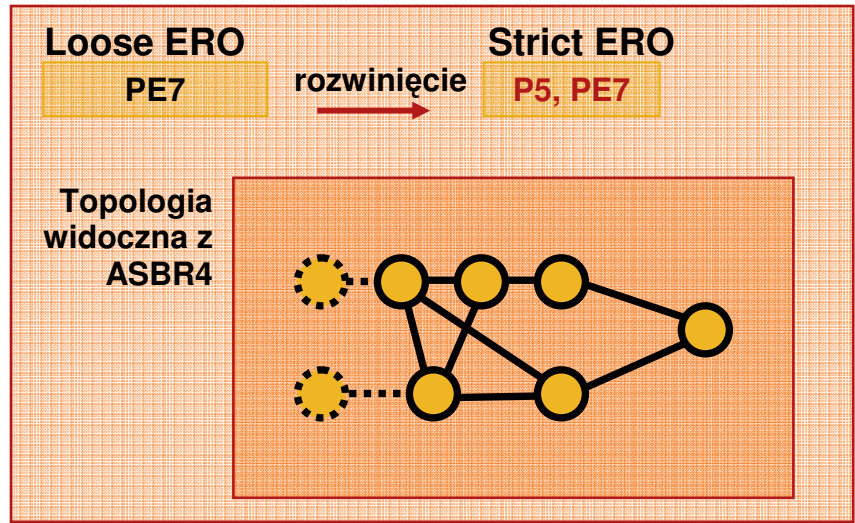 Loose ERO
Strict ERO
PE7
rozwinięcie
P5, PE7
Topologia
widoczna z
ASBR4